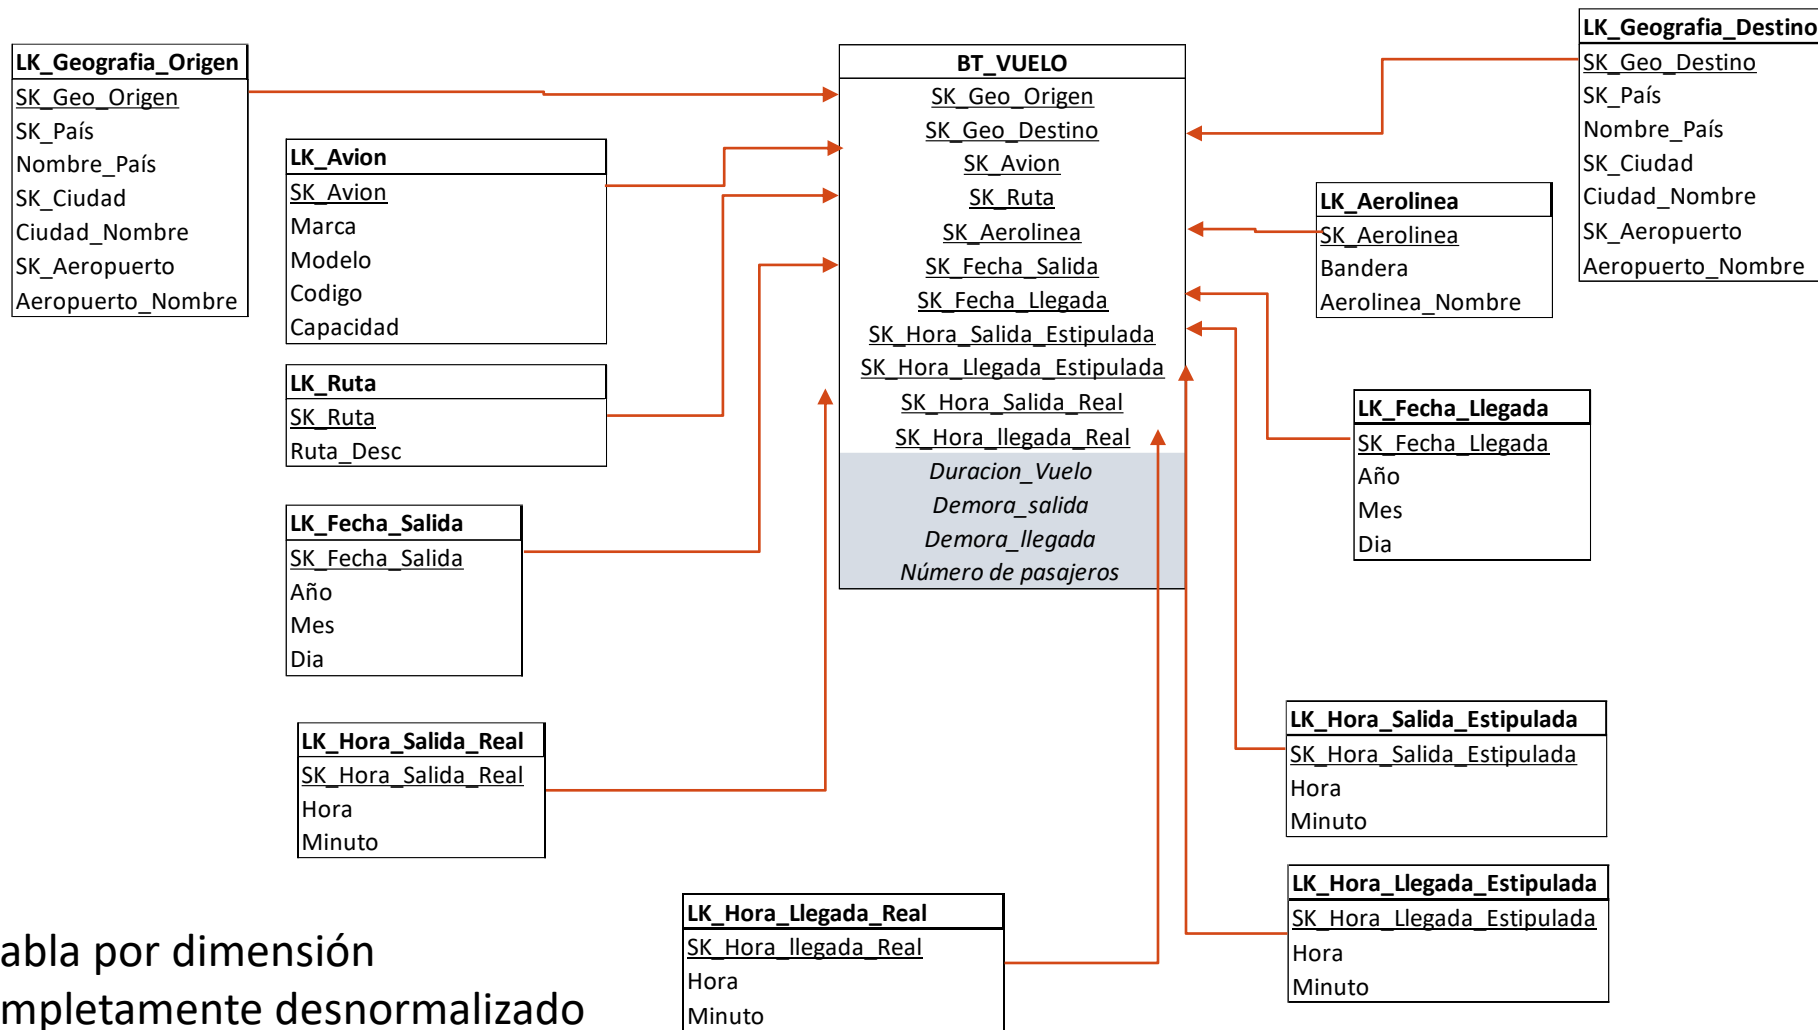 LK_Geografia_Origen
SK_Geo_Origen
SK_País
Nombre_País
SK_Ciudad
Ciudad_Nombre
SK_Aeropuerto
Aeropuerto_Nombre
LK_Avion
SK_Avion
Marca
Modelo
Codigo
Capacidad
LK_Ruta
SK_Ruta
Ruta_Desc
LK_Fecha_Salida
SK_Fecha_Salida
Año
Mes
Dia
LK_Hora_Salida_Real
SK_Hora_Salida_Real
Hora
Minuto
BT_VUELO
SK_Geo_Origen
SK_Geo_Destino
SK_Avion
SK_Ruta
SK_Aerolinea
SK_Fecha_Salida
SK_Fecha_Llegada
SK_Hora_Salida_Estipulada
SK_Hora_Llegada_Estipulada
SK_Hora_Salida_Real
SK_Hora_llegada_Real
Duracion_Vuelo
Demora_salida
Demora_llegada
Número de pasajeros
LK_Geografia_Destino
SK_Geo_Destino
SK_País
Nombre_País
SK_Ciudad
Ciudad_Nombre
SK_Aeropuerto
Aeropuerto_Nombre
LK_Aerolinea
SK_Aerolinea
Bandera
Aerolinea_Nombre
LK_Fecha_Llegada
SK_Fecha_Llegada
Año
Mes
Dia
LK_Hora_Salida_Estipulada
SK_Hora_Salida_Estipulada
Hora
Minuto
LK_Hora_Llegada_Estipulada
SK_Hora_Llegada_Estipulada
Hora
Minuto
LK_Hora_Llegada_Real
SK_Hora_llegada_Real
Hora
Minuto
abla por dimensión
mpletamente desnormalizado